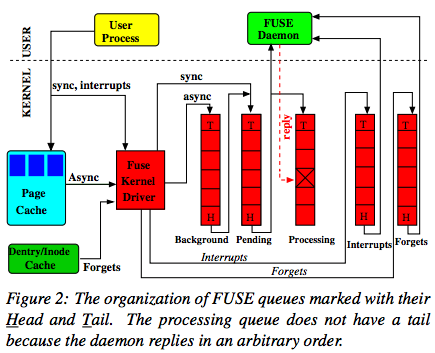 User
Process
FUSE
Daemon
USER
KERNEL
sync, interrupts
sync
async
reply
T
T
T
T
T
Page
Cache
Async
Fuse
Kernel
Driver
H
H
H
H
H
Background
Pending
Processing
Interrupts
Forgets
Dentry/Inode
Cache
Forgets
Interrupts
Forgets
Figure 2: The organization of FUSE queues marked with their
Head and Tail. The processing queue does not have a tail
because the daemon replies in an arbitrary order.